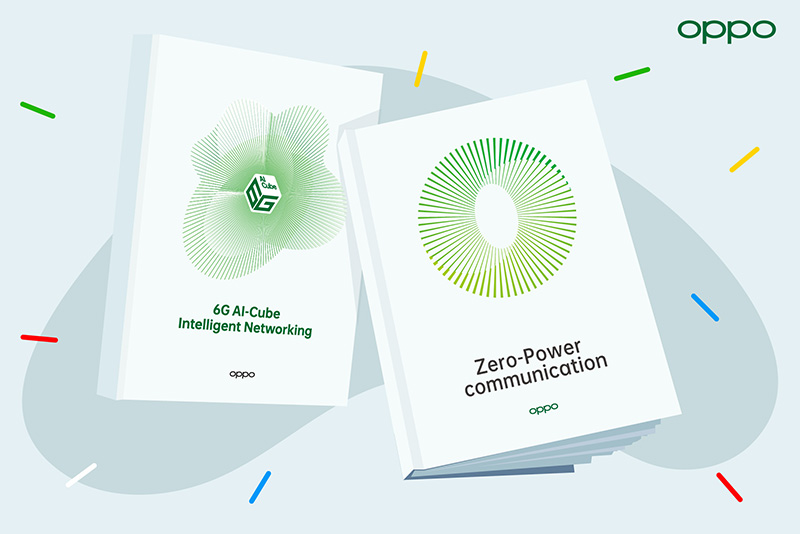 oppo
AI
Cube
6G
6G AI-Cube
Intelligent Networking
oppo
Zero-Power
communication
oppo